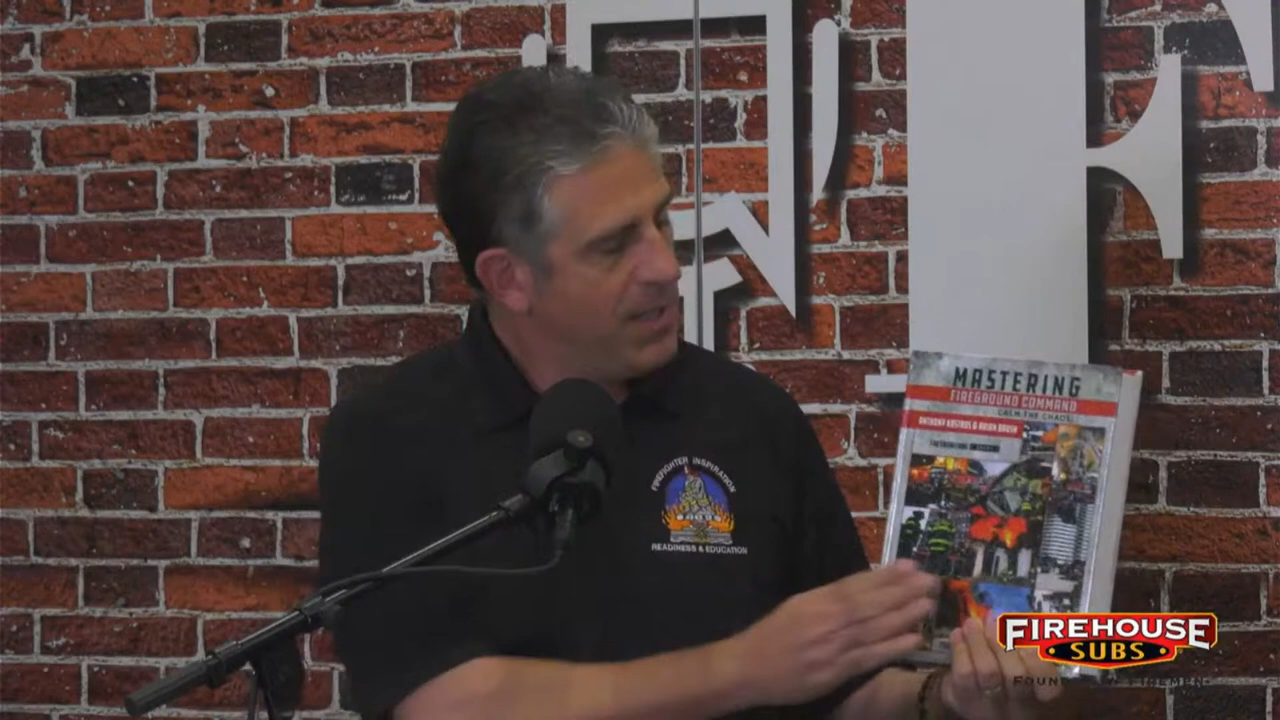 MASTERING
FIREGROUND COMMAND
CALM THE CHAOS!
ANTHONY KASTROS & BRIAN BRUSH
FIREFIGHTER INSPIRATION
READINESS & EDUCATION
FIREHOUSE
SUBS